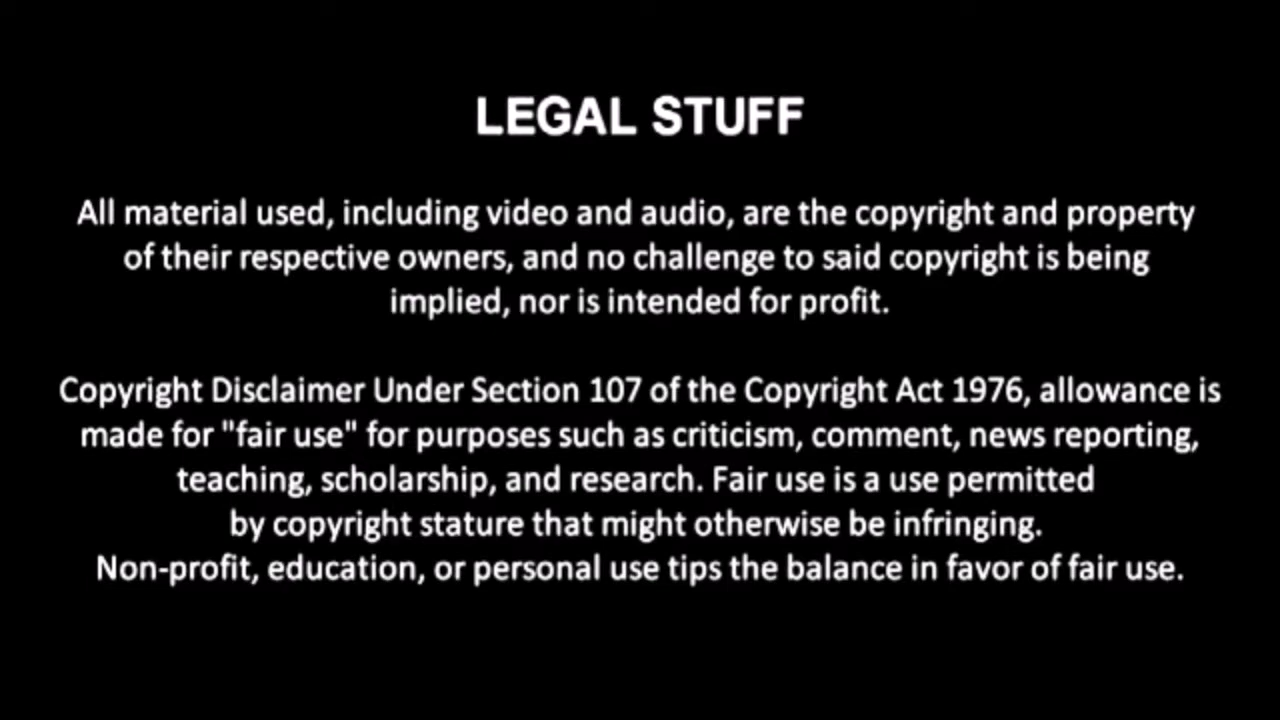 LEGAL STUFF
All material used, including video and audio, are the copyright and property
of their respective owners, and no challenge to said copyright is being
implied, nor is intended for profit.
Copyright Disclaimer Under Section 107 of the Copyright Act 1976, allowance is
made for "fair use" for purposes such as criticism, comment, news reporting,
teaching, scholarship, and research. Fair use is a use permitted
by copyright stature that might otherwise be infringing.
Non-profit, education, or personal use tips the balance in favor of fair use.